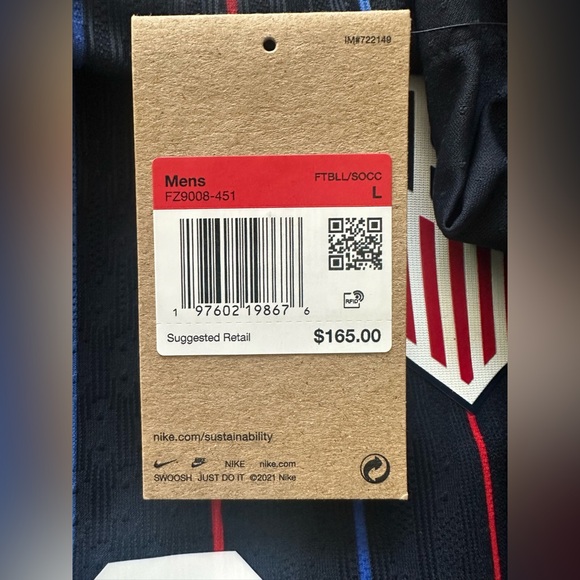 IM#722149
Mens FTBLL/SOCC
FZ9008-451 L
1 97602 19867 6
RFID
Suggested Retail $165.00
nike.com/sustainability
NIKE NIKE nike.com
SWOOSH. JUST DO IT ©2021 Nike